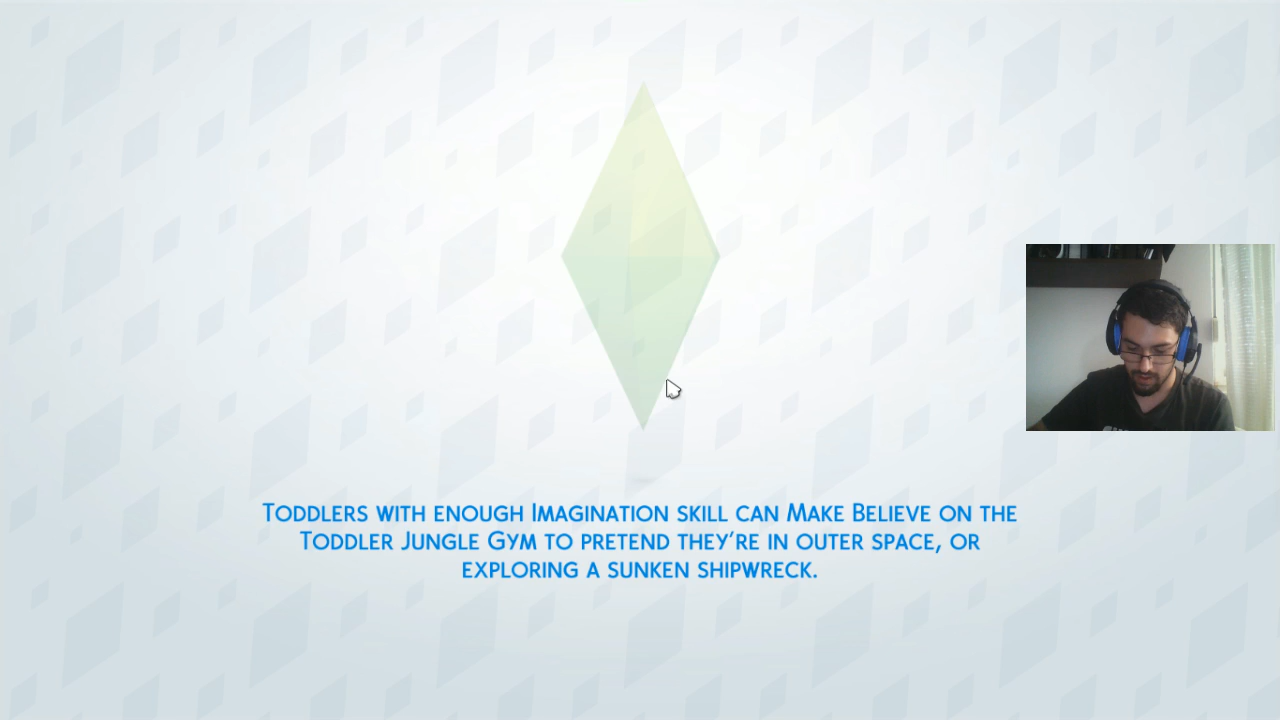 Toddlers with enough Imagination skill can Make Believe on the
Toddler Jungle Gym to pretend they're in outer space, or
exploring a sunken shipwreck.